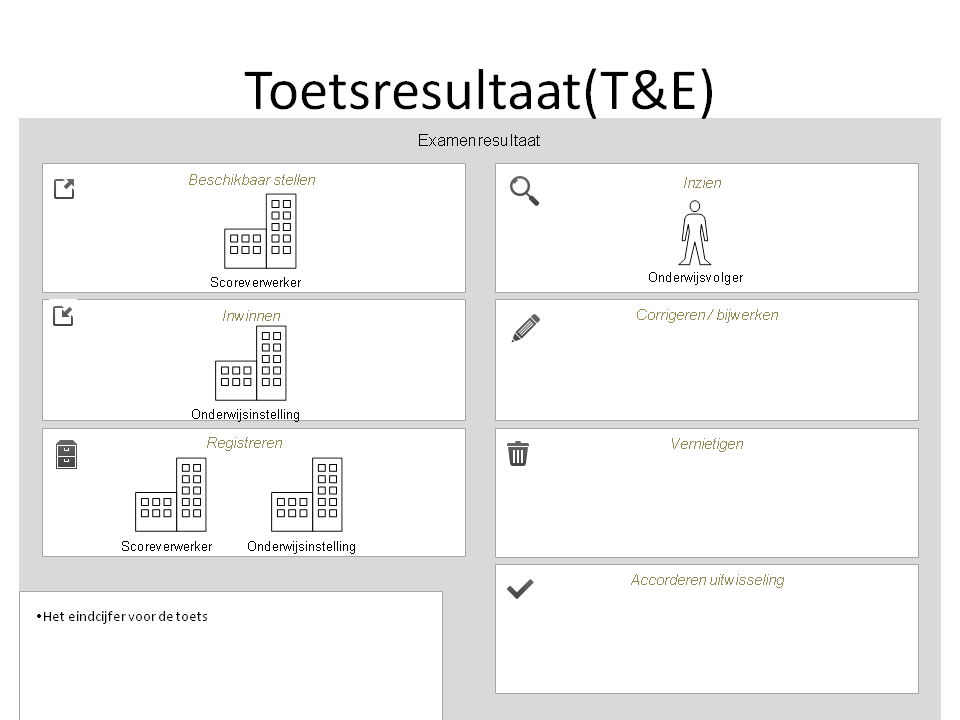 Toetsresultaat(T&E)
Examenresultaat
Beschikbaar stellen
Scoreverwerker
Inwinnen
Onderwijsinstelling
Registreren
Scoreverwerker
Onderwijsinstelling
•Het eindcijfer voor de toets
Inzien
Onderwijsvolger
Corrigeren / bijwerken
Vernietigen
Accorderen uitwisseling